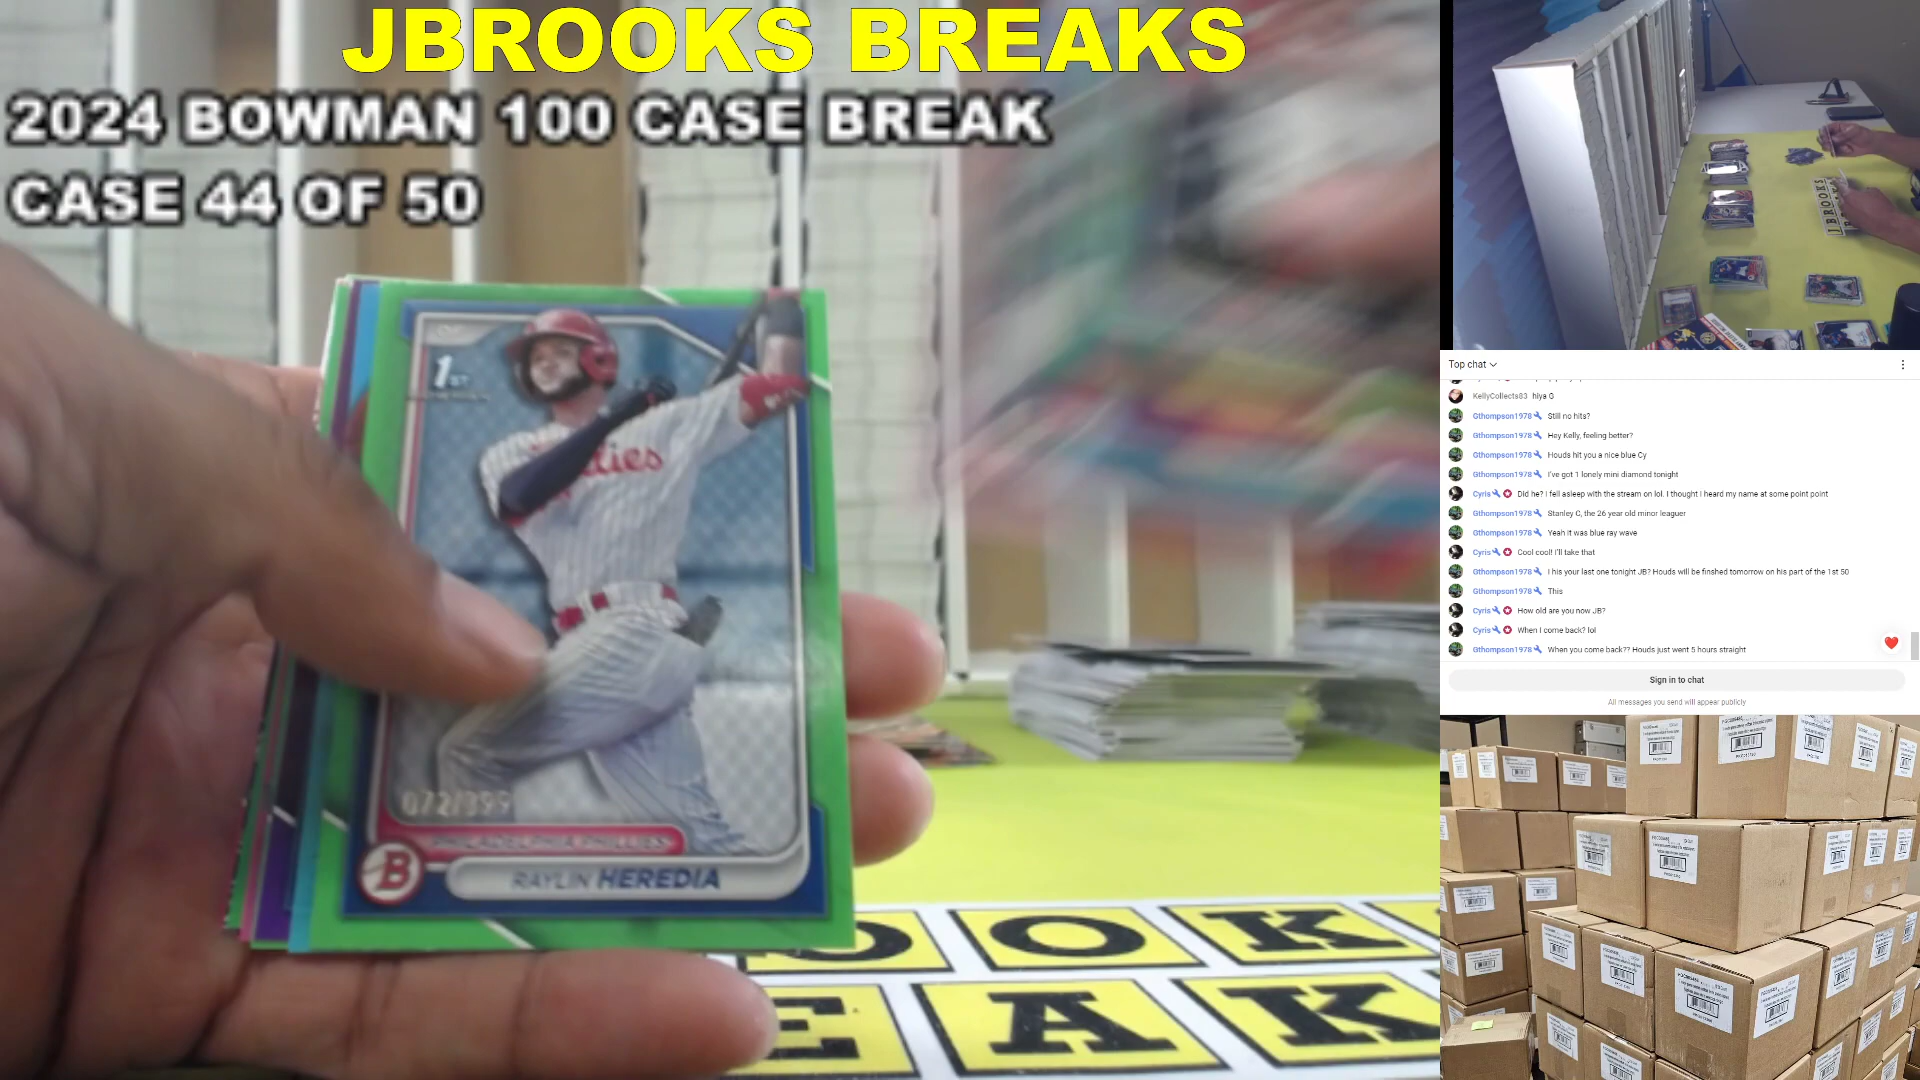 JBROOKS BREAKS
2024 BOWMAN 100 CASE BREAK
CASE 44 OF 50
1ST
072/399
PHILADELPHIA PHILLIES
B
RAYLIN HEREDIA
OOK
EAK
JBROOKS
Top chat
KellyCollects83 hiya G
Gthompson1978 Still no hits?
Gthompson1978 Hey Kelly, feeling better?
Gthompson1978 Houds hit you a nice blue Cy
Gthompson1978 I've got 1 lonely mini diamond tonight
Cyris Did he? I fell asleep with the stream on lol. I thought I heard my name at some point point
Gthompson1978 Stanley C, the 26 year old minor leaguer
Gthompson1978 Yeah it was blue ray wave
Cyris Cool cool! I'll take that
Gthompson1978 I his your last one tonight JB? Houds will be finshed tomorrow on his part of the 1st 50
Gthompson1978 This
Cyris How old are you now JB?
Cyris When I come back? lol
Gthompson1978 When you come back?? Houds just went 5 hours straight
Sign in to chat
All messages you send will appear publicly